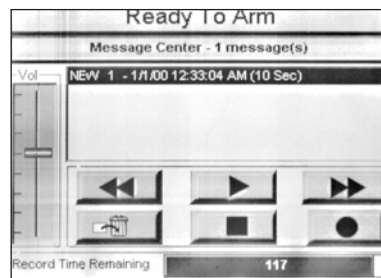 Ready To Arm
Message Center - 1 message(s)
Vol
NEW 1 - 1/1/00 12:33:04 AM (10 Sec)
Record Time Remaining
117